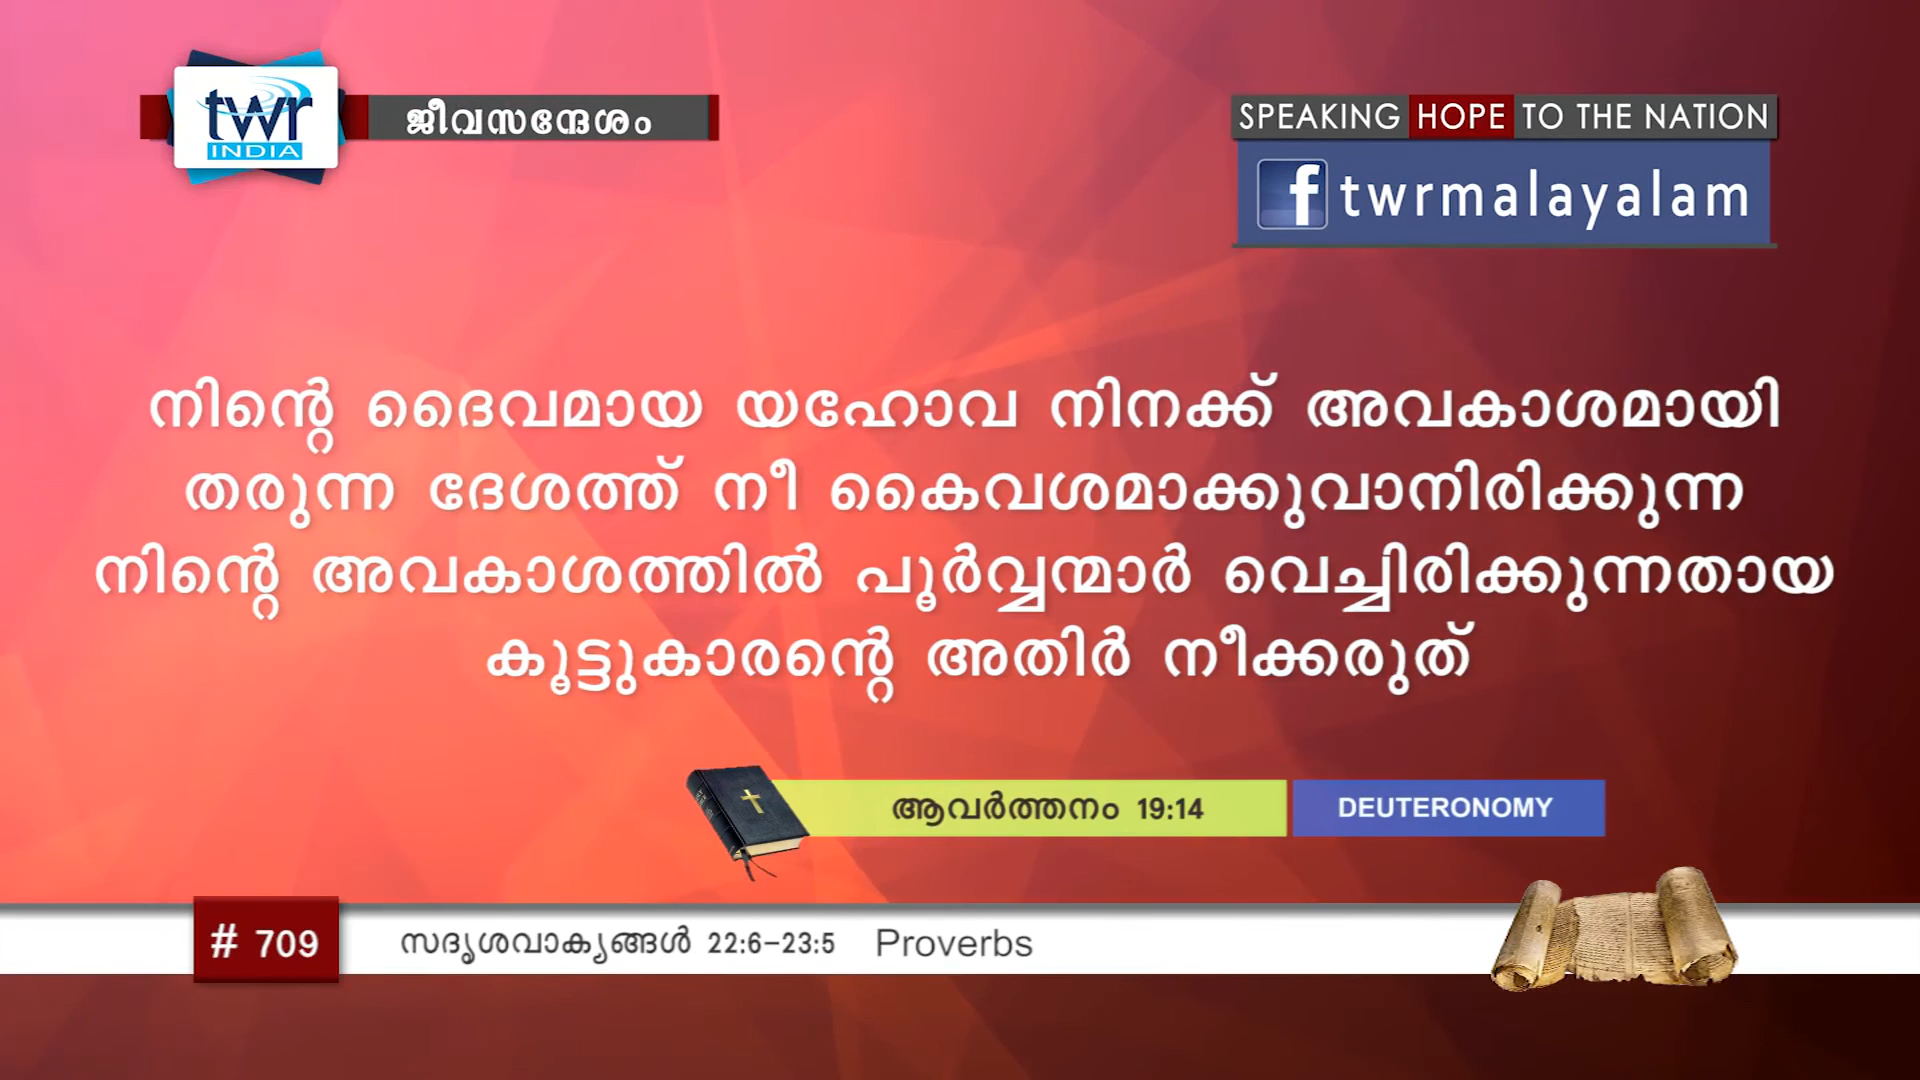 twr
INDIA
ജീവസന്ദേശം
SPEAKING HOPE TO THE NATION
f twrmalayalam
നിന്റെ ദൈവമായ യഹോവ നിനക്ക് അവകാശമായി
തരുന്ന ദേശത്ത് നീ കൈവശമാക്കുവാനിരിക്കുന്ന
നിന്റെ അവകാശത്തിൽ പൂർവ്വന്മാർ വെച്ചിരിക്കുന്നതായ
കൂട്ടുകാരന്റെ അതിർ നീക്കരുത്
ആവർത്തനം 19:14 DEUTERONOMY
# 709 സദൃശവാക്യങ്ങൾ 22:6-23:5 Proverbs